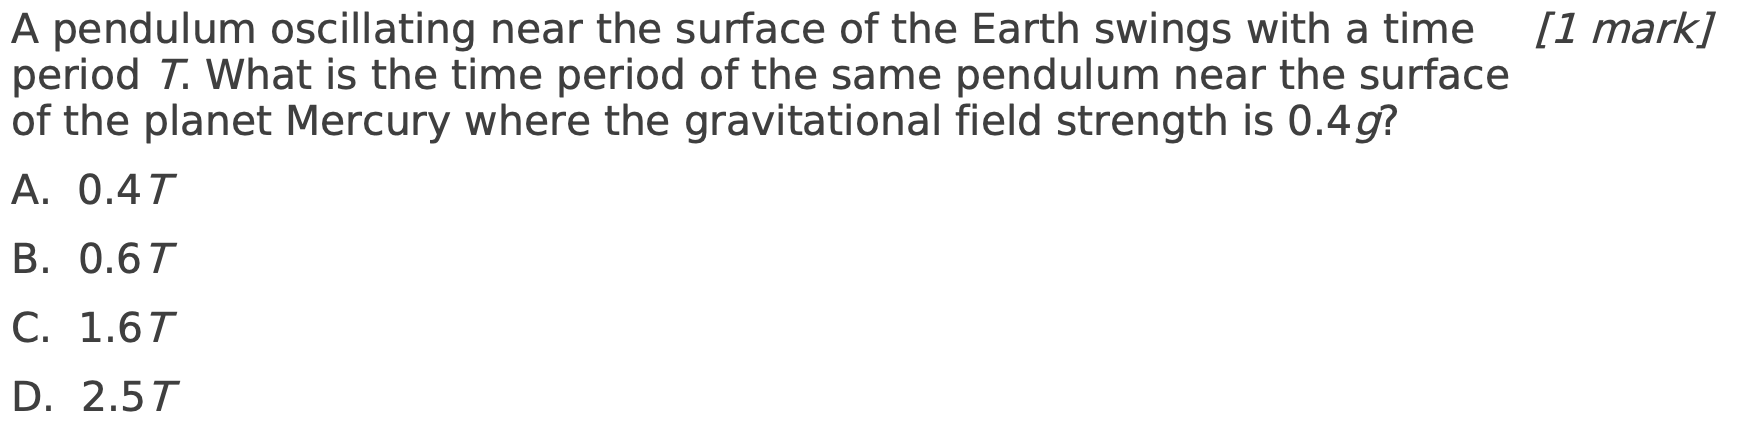 A pendulum oscillating near the surface of the Earth swings with a time [1 mark]
period T. What is the time period of the same pendulum near the surface
of the planet Mercury where the gravitational field strength is 0.4g?
A. 0.4T
B. 0.6T
C. 1.6T
D. 2.5T